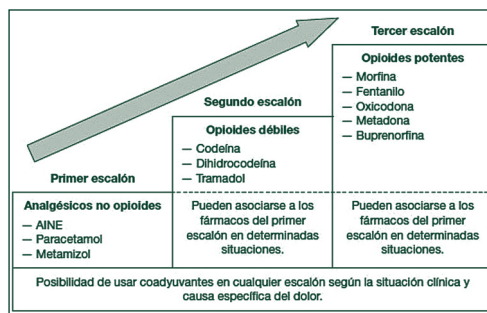 Tercer escalón
Opioides potentes
— Morfina
— Fentanilo
— Oxicodona
— Metadona
— Buprenorfina
Segundo escalón
Opioides débiles
— Codeína
— Dihidrocodeína
— Tramadol
Primer escalón
Analgésicos no opioides
— AINE
— Paracetamol
— Metamizol
Pueden asociarse a los
fármacos del primer
escalón en determinadas
situaciones.
Pueden asociarse a los
fármacos del primer
escalón en determinadas
situaciones.
Posibilidad de usar coadyuvantes en cualquier escalón según la situación clínica y
causa específica del dolor.